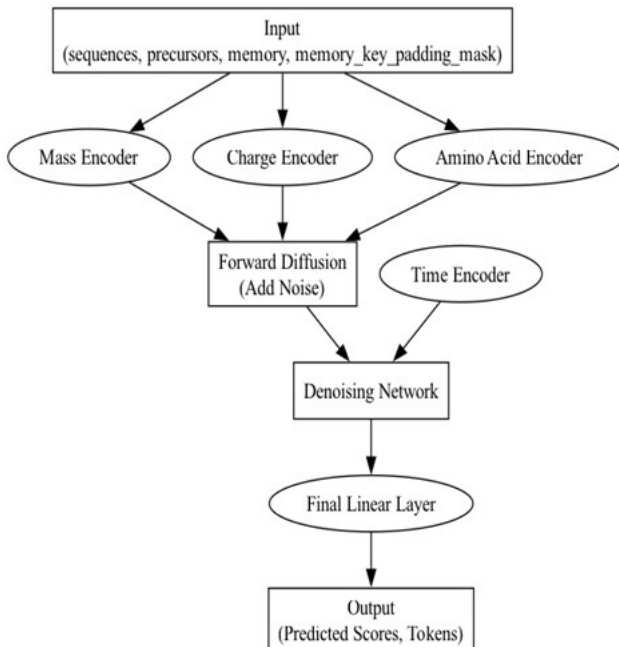 Input
(sequences, precursors, memory, memory_key_padding_mask)
Mass Encoder
Charge Encoder
Amino Acid Encoder
Forward Diffusion
(Add Noise)
Time Encoder
Denoising Network
Final Linear Layer
Output
(Predicted Scores, Tokens)